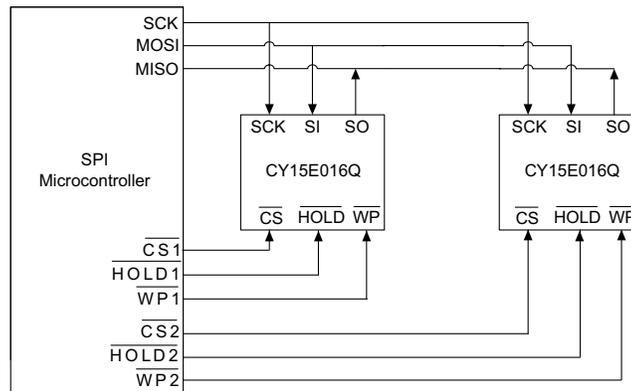 SCK
MOSI
MISO
SPI
Microcontroller
SCK SI SO
CY15E016Q
CS HOLD WP
SCK SI SO
CY15E016Q
CS HOLD WP
CS1
HOLD1
WP1
CS2
HOLD2
WP2